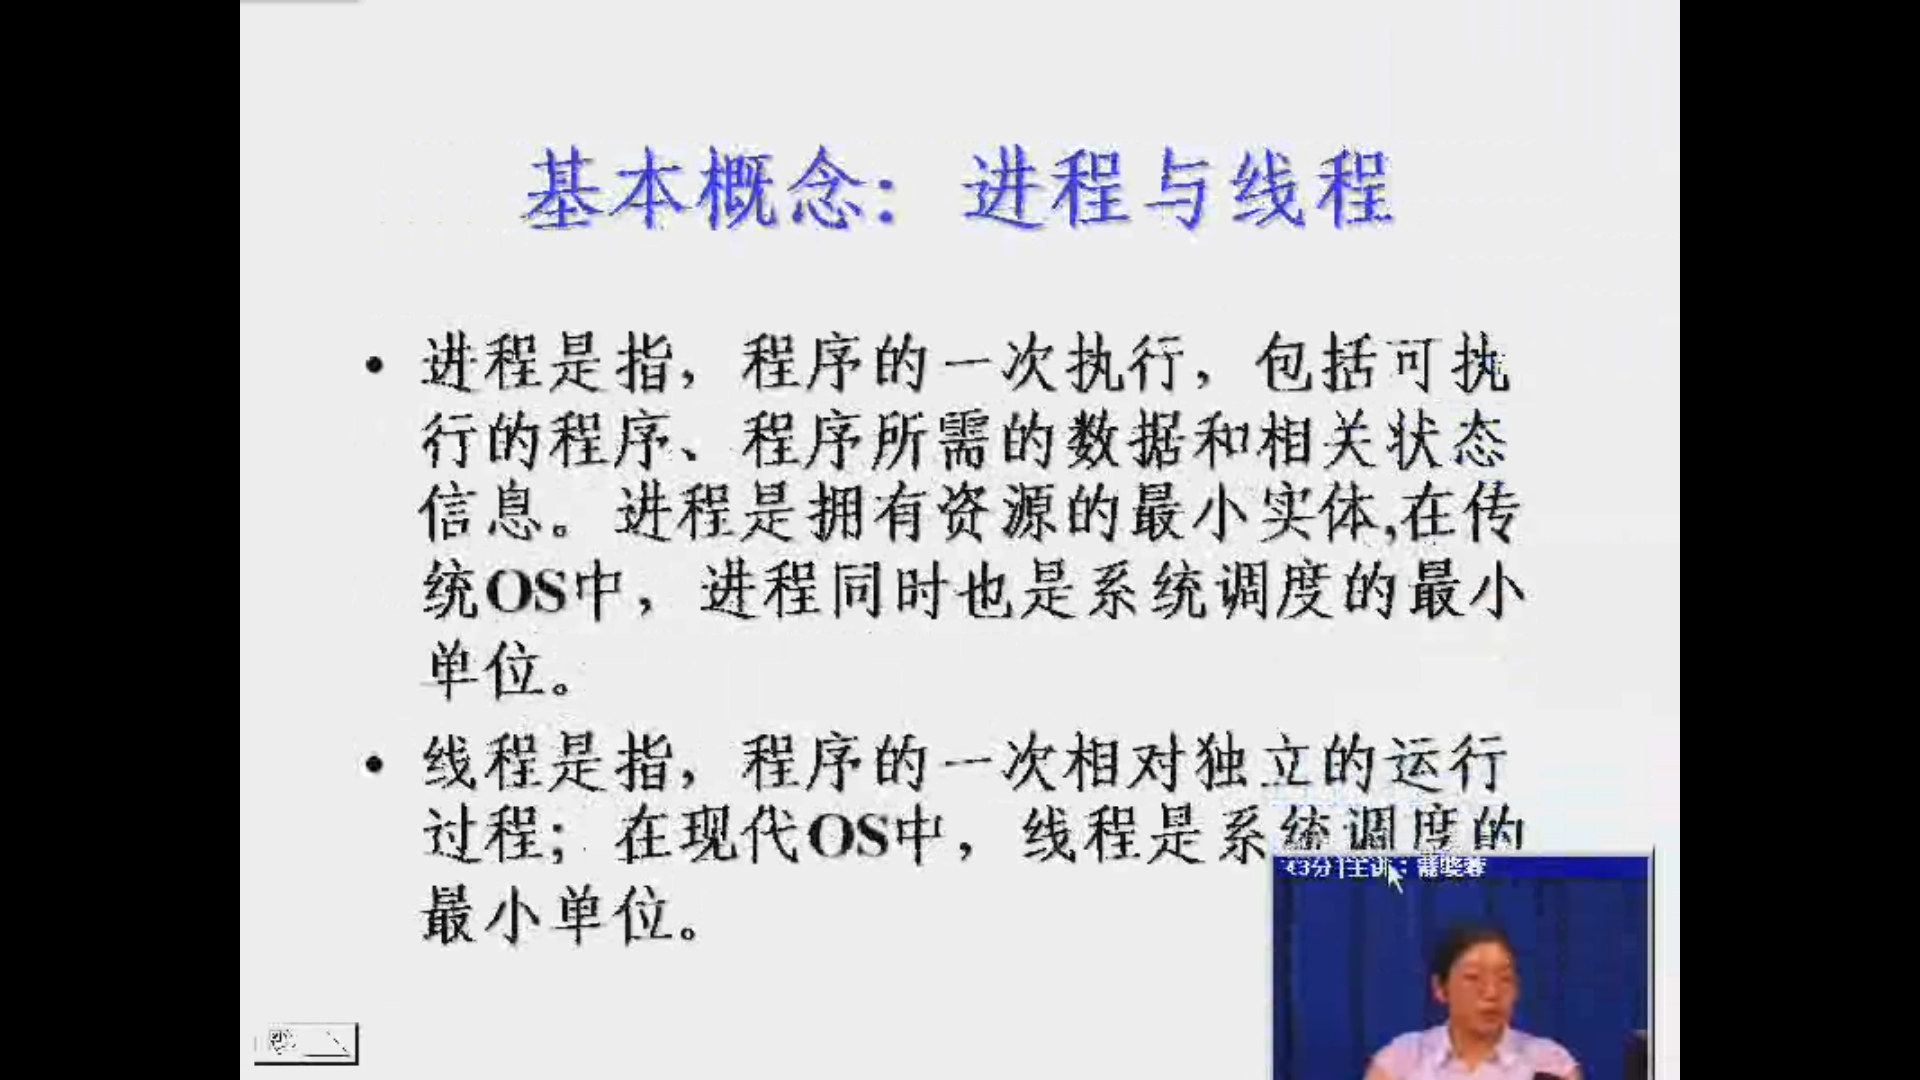 基本概念：进程与线程
• 进程是指，程序的一次执行，包括可执
行的程序、程序所需的数据和相关状态
信息。进程是拥有资源的最小实体,在传
统OS中，进程同时也是系统调度的最小
单位。
• 线程是指，程序的一次相对独立的运行
过程；在现代OS中，线程是系统调度的
最小单位。
主讲：